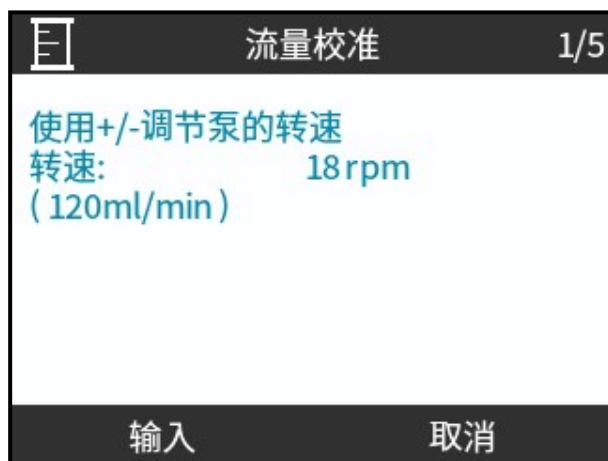 流量校准 1/5
使用+/-调节泵的转速
转速: 18 rpm
( 120ml/min )
输入 取消